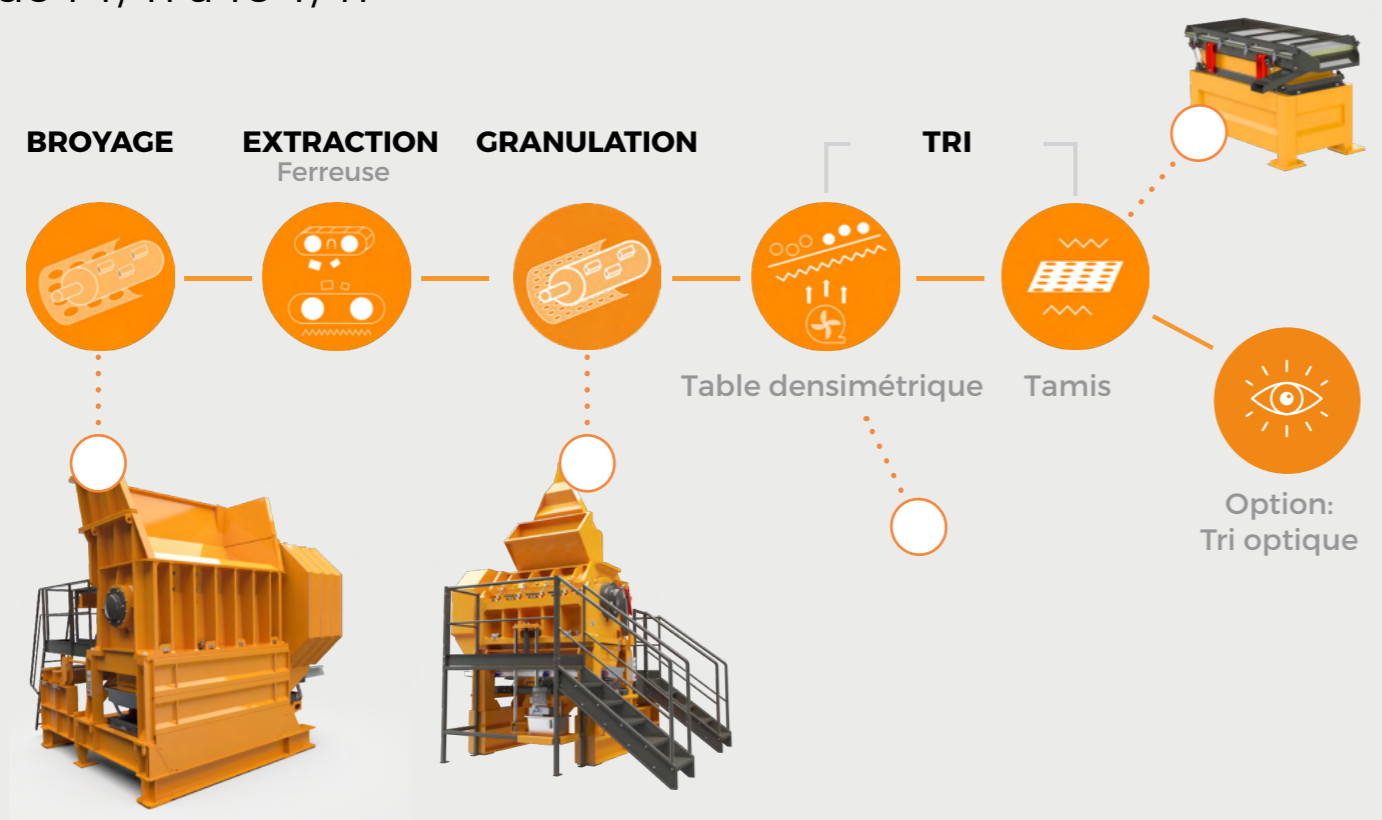 BROYAGE
EXTRACTION
Ferreuse
GRANULATION
TRI
Table densimétrique
Tamis
Option:
Tri optique